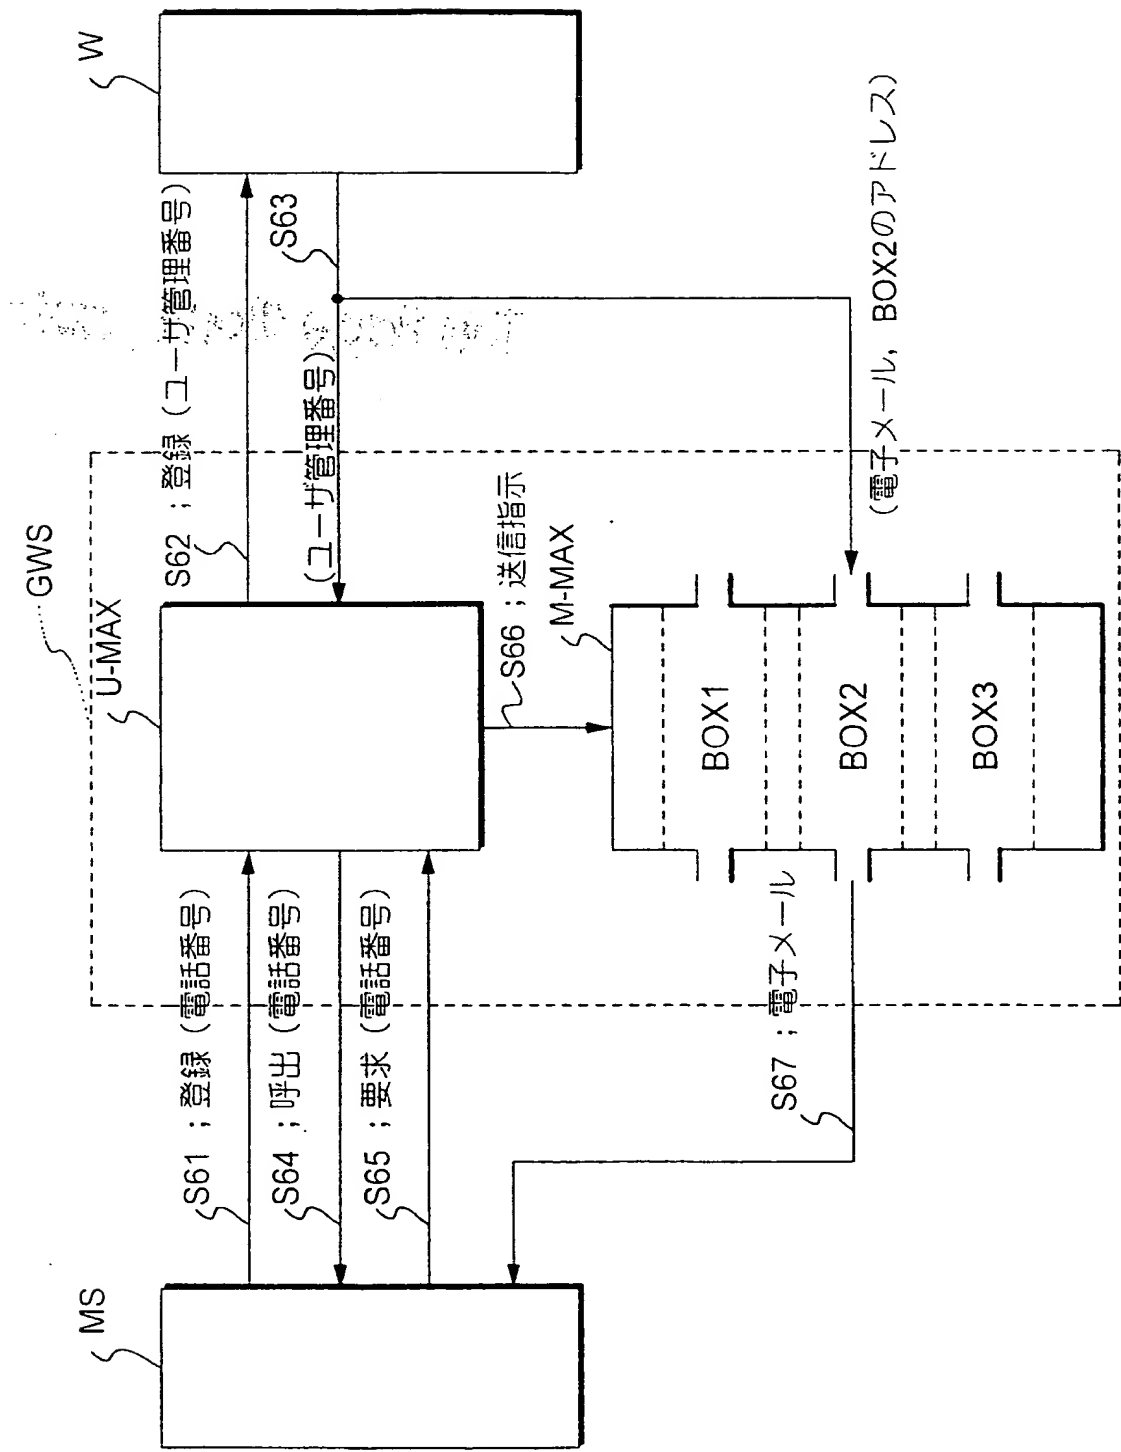 MS
GWS
U-MAX
W
S61；登録（電話番号）
S62；登録（ユーザ管理番号）
S63
（ユーザ管理番号）
S64；呼出（電話番号）
S65；要求（電話番号）
S66；送信指示
M-MAX
BOX1
BOX2
BOX3
S67；電子メール
（電子メール，BOX2のアドレス）